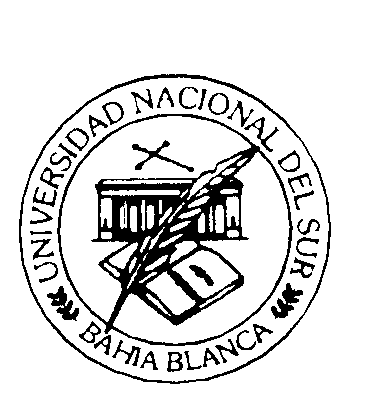 UNIVERSIDAD NACIONAL DEL SUR
BAHIA BLANCA